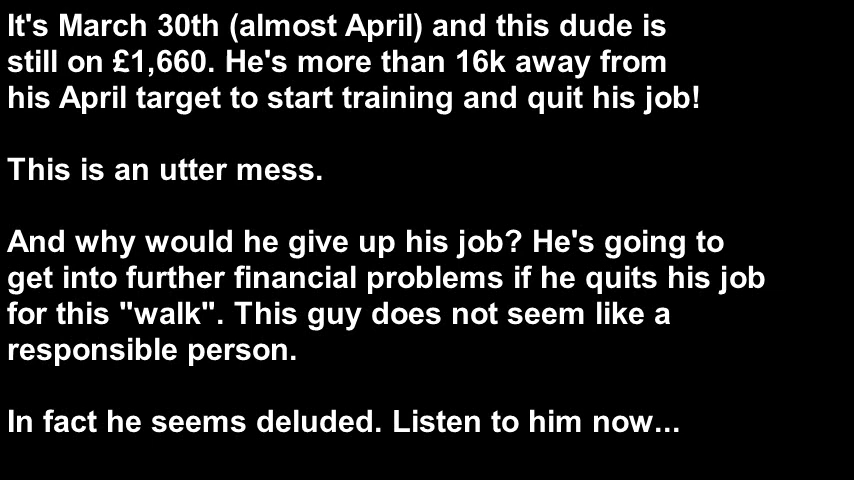 It's March 30th (almost April) and this dude is
still on £1,660. He's more than 16k away from
his April target to start training and quit his job!
This is an utter mess.
And why would he give up his job? He's going to
get into further financial problems if he quits his job
for this "walk". This guy does not seem like a
responsible person.
In fact he seems deluded. Listen to him now...